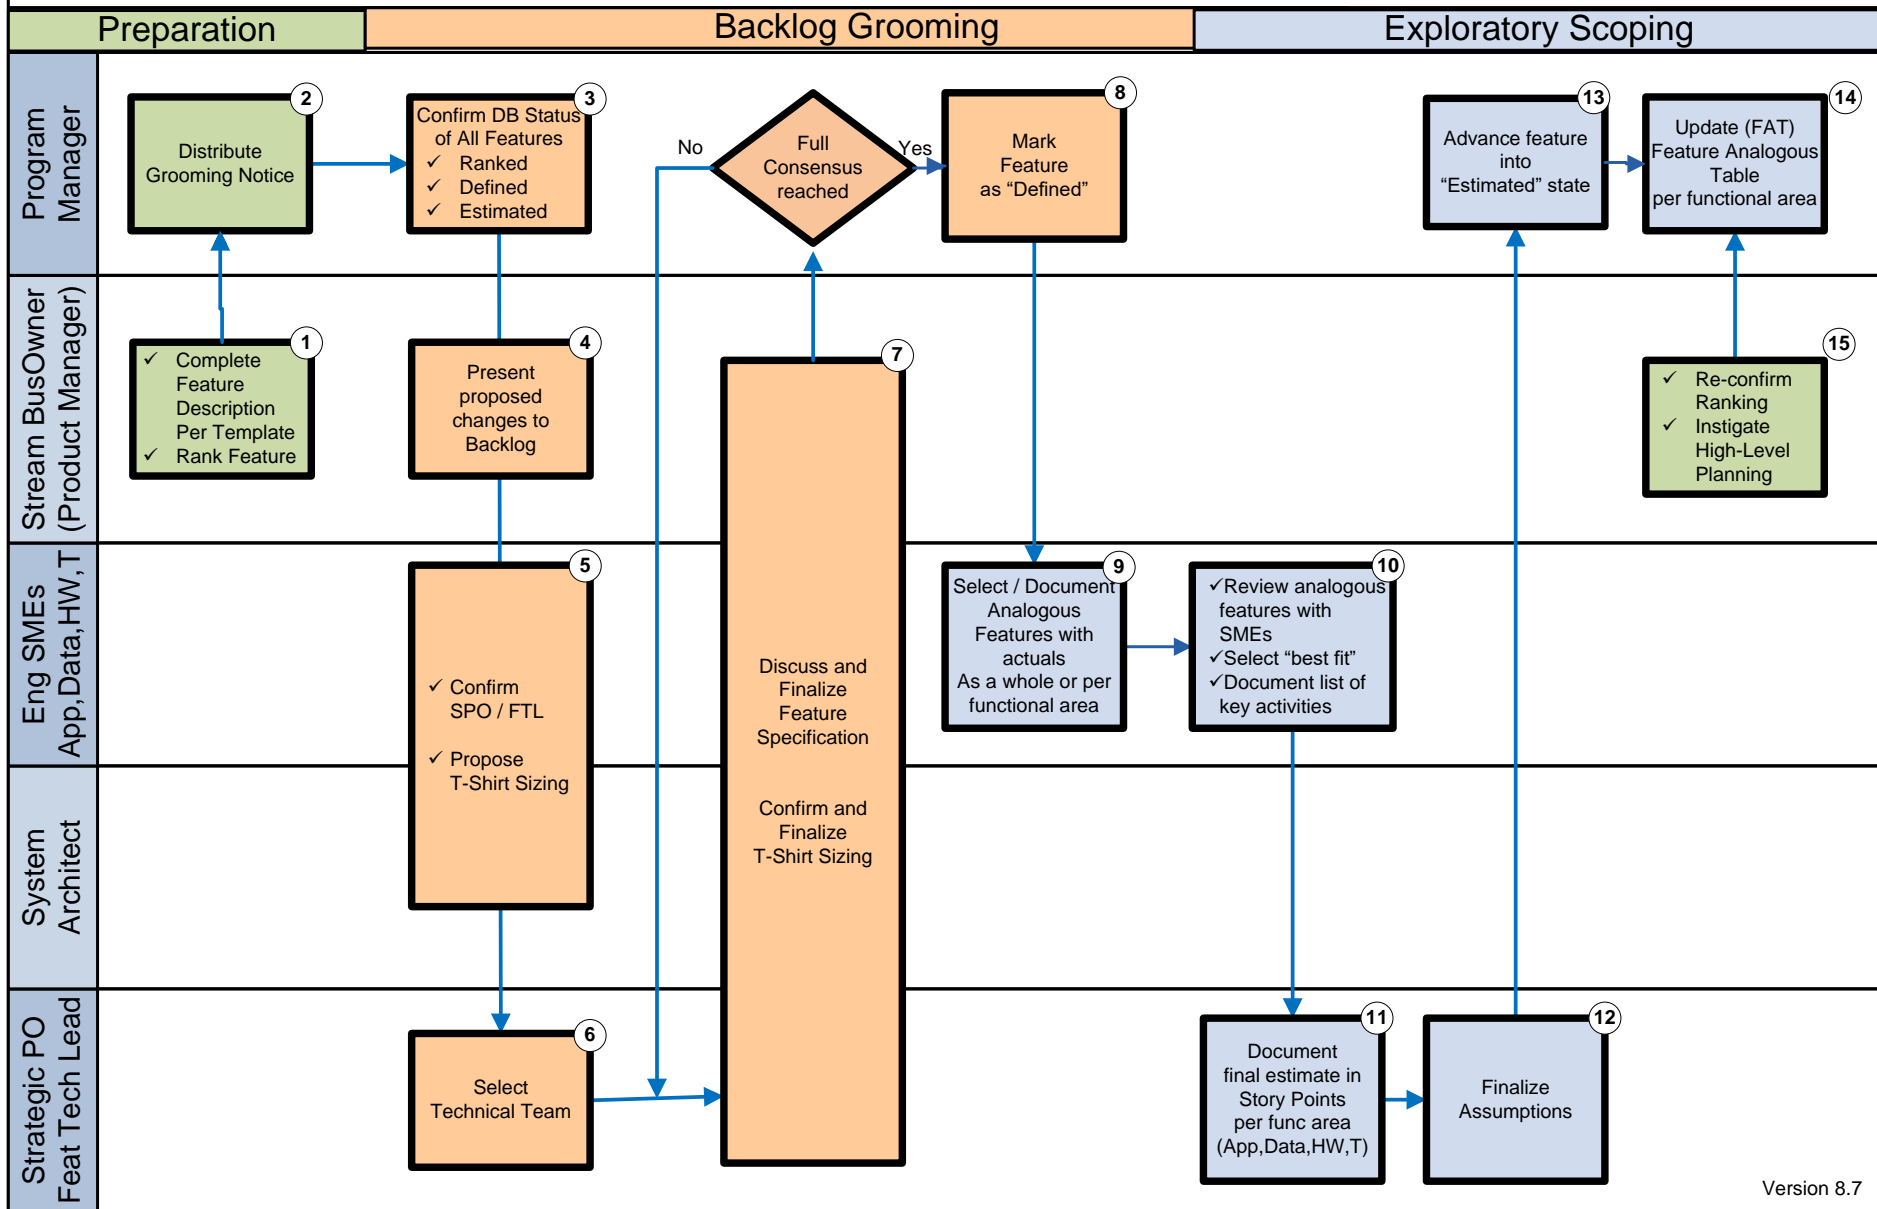 Preparation
Backlog Grooming
Exploratory Scoping
Program
Manager
2
Distribute
Grooming Notice
3
Confirm DB Status
of All Features
✓ Ranked
✓ Defined
✓ Estimated
No
Full
Consensus
reached
Yes
8
Mark
Feature
as “Defined”
13
Advance feature
into
“Estimated” state
14
Update (FAT)
Feature Analogous
Table
per functional area
Stream BusOwner
(Product Manager)
1
✓ Complete
Feature
Description
Per Template
✓ Rank Feature
4
Present
proposed
changes to
Backlog
7
Discuss and
Finalize
Feature
Specification
Confirm and
Finalize
T-Shirt Sizing
15
✓ Re-confirm
Ranking
✓ Instigate
High-Level
Planning
Eng SMEs
App,Data,HW,T
5
✓ Confirm
SPO / FTL
✓ Propose
T-Shirt Sizing
9
Select / Document
Analogous
Features with
actuals
As a whole or per
functional area
10
✓Review analogous
features with
SMEs
✓Select “best fit”
✓Document list of
key activities
System
Architect
Strategic PO
Feat Tech Lead
6
Select
Technical Team
11
Document
final estimate in
Story Points
per func area
(App,Data,HW,T)
12
Finalize
Assumptions
Version 8.7